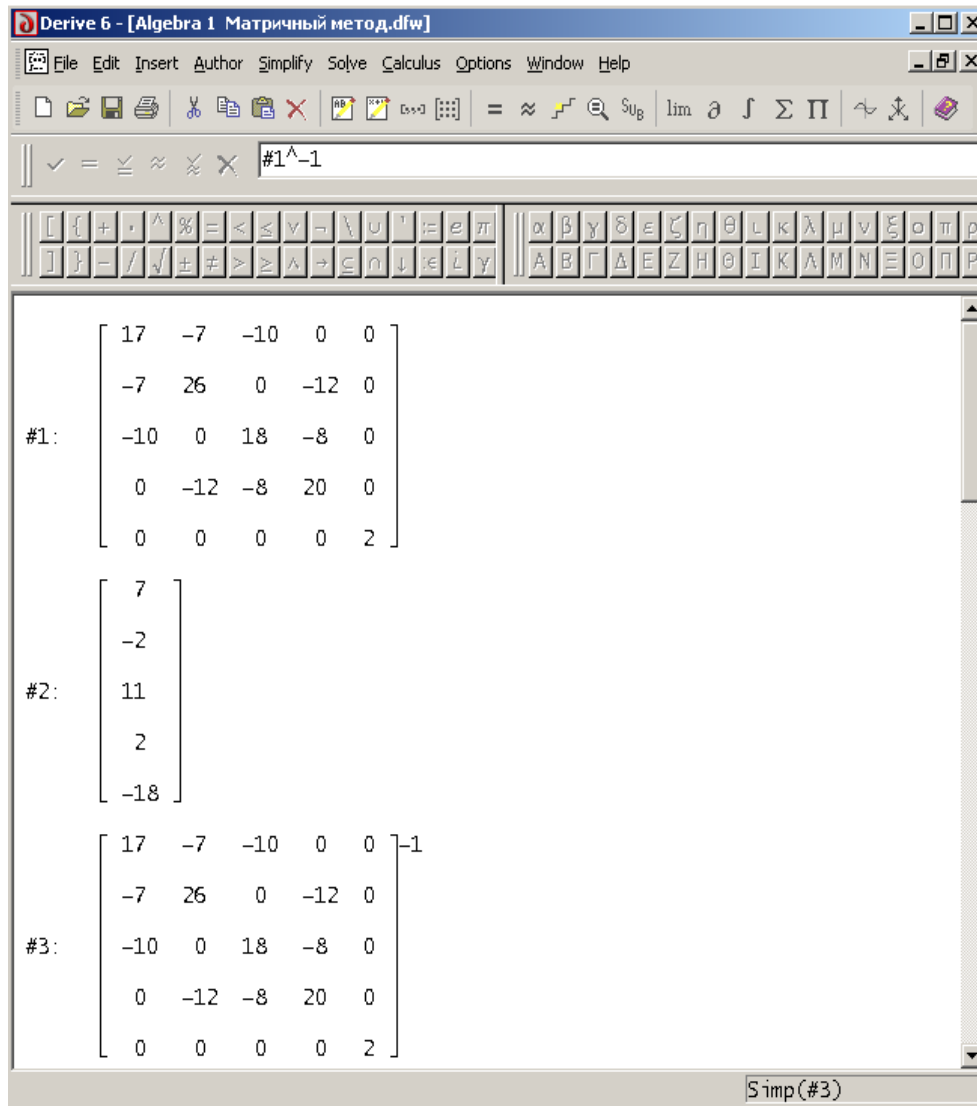 Derive 6 - [Algebra 1 Матричный метод.dfw]
File Edit Insert Author Simplify Solve Calculus Options Window Help
= ≈ SUB lim ∂ ∫ Σ Π
✓ = ≈ #1^-1
[ { + · ^ % = < ≤ ∨ ¬ \ ∪ ' := e π α β γ δ ε ζ η θ ι κ λ μ ν ξ ο π ρ
] } - / √ ± ≠ > ≥ ∧ → ⊆ ∩ ↓ :∈ i γ Α Β Γ Δ Ε Ζ Η Θ Ι Κ Λ Μ Ν Ξ Ο Π Ρ
17 -7 -10 0 0
-7 26 0 -12 0
#1: -10 0 18 -8 0
0 -12 -8 20 0
0 0 0 0 2
7
-2
#2: 11
2
-18
17 -7 -10 0 0 -1
-7 26 0 -12 0
#3: -10 0 18 -8 0
0 -12 -8 20 0
0 0 0 0 2
Simp(#3)